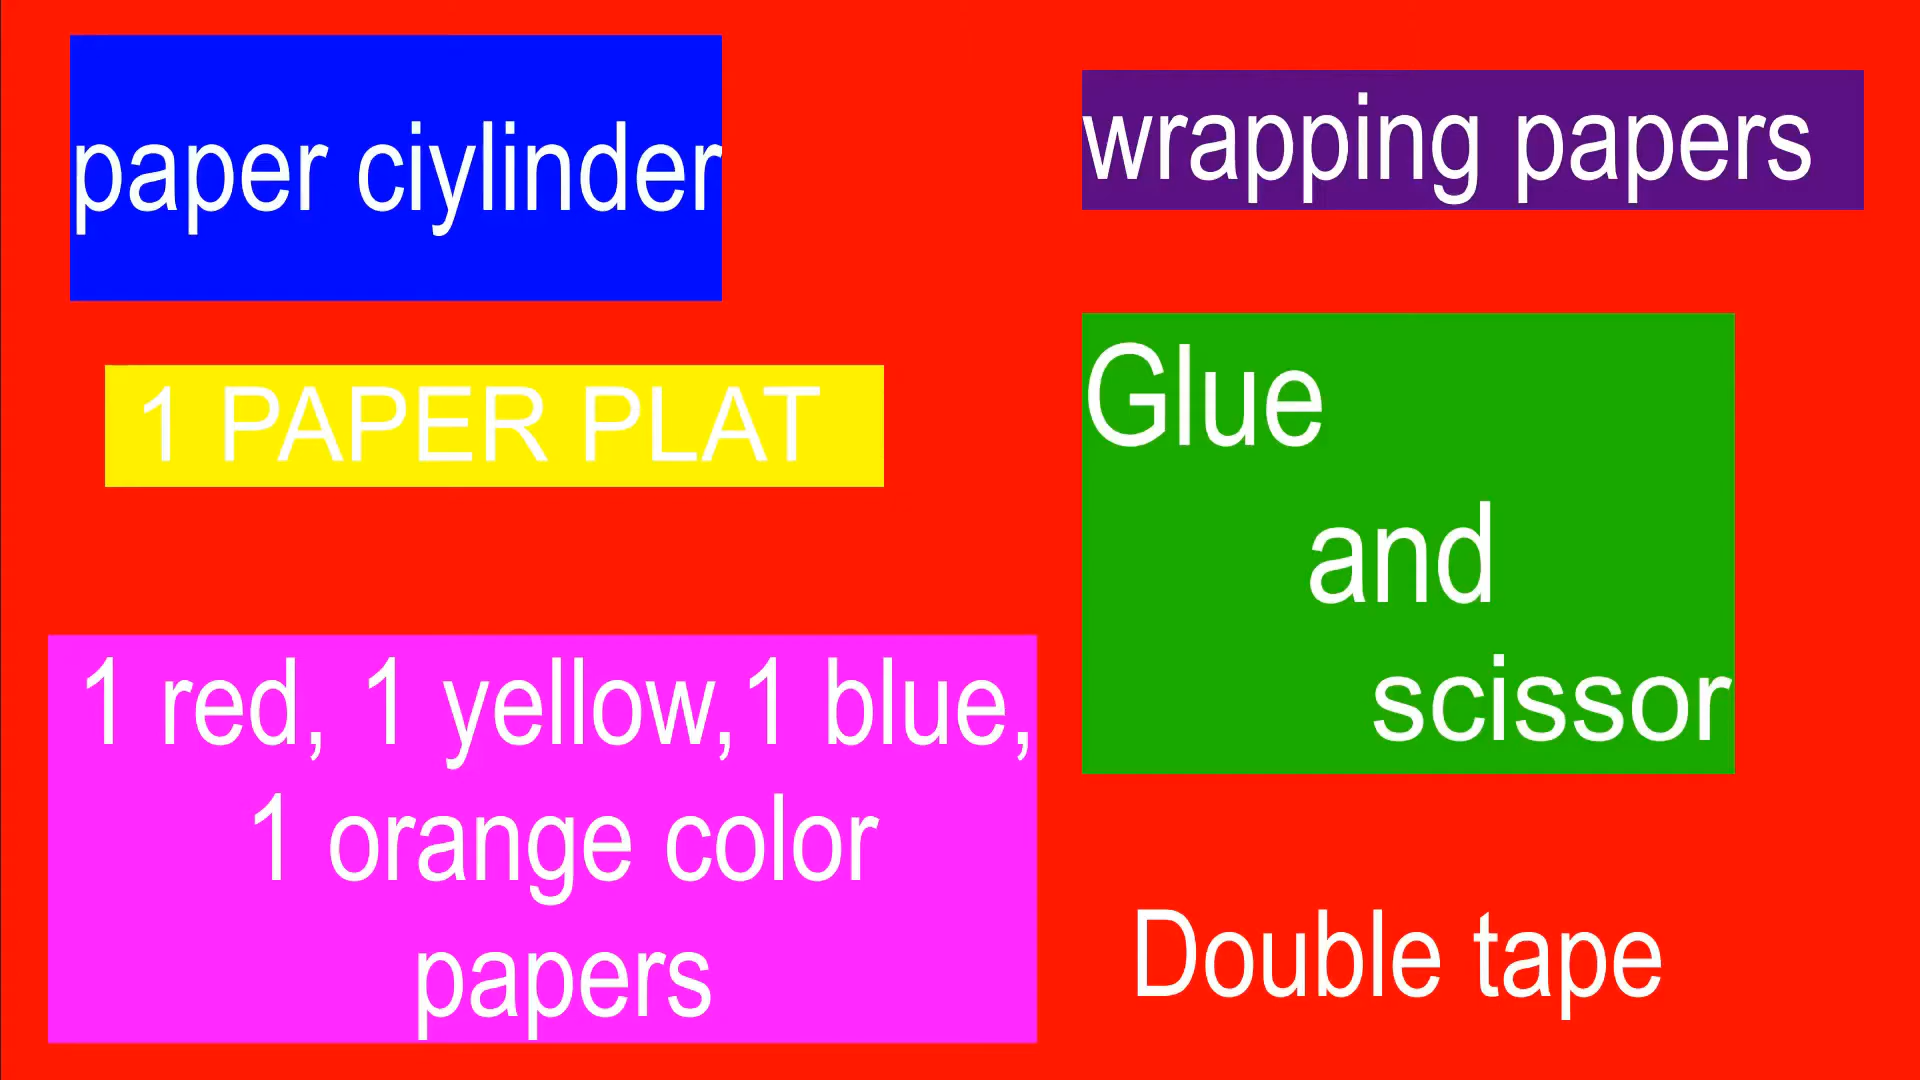 paper ciylinder
1 PAPER PLAT
1 red, 1 yellow,1 blue,
1 orange color
papers
wrapping papers
Glue
and
scissor
Double tape